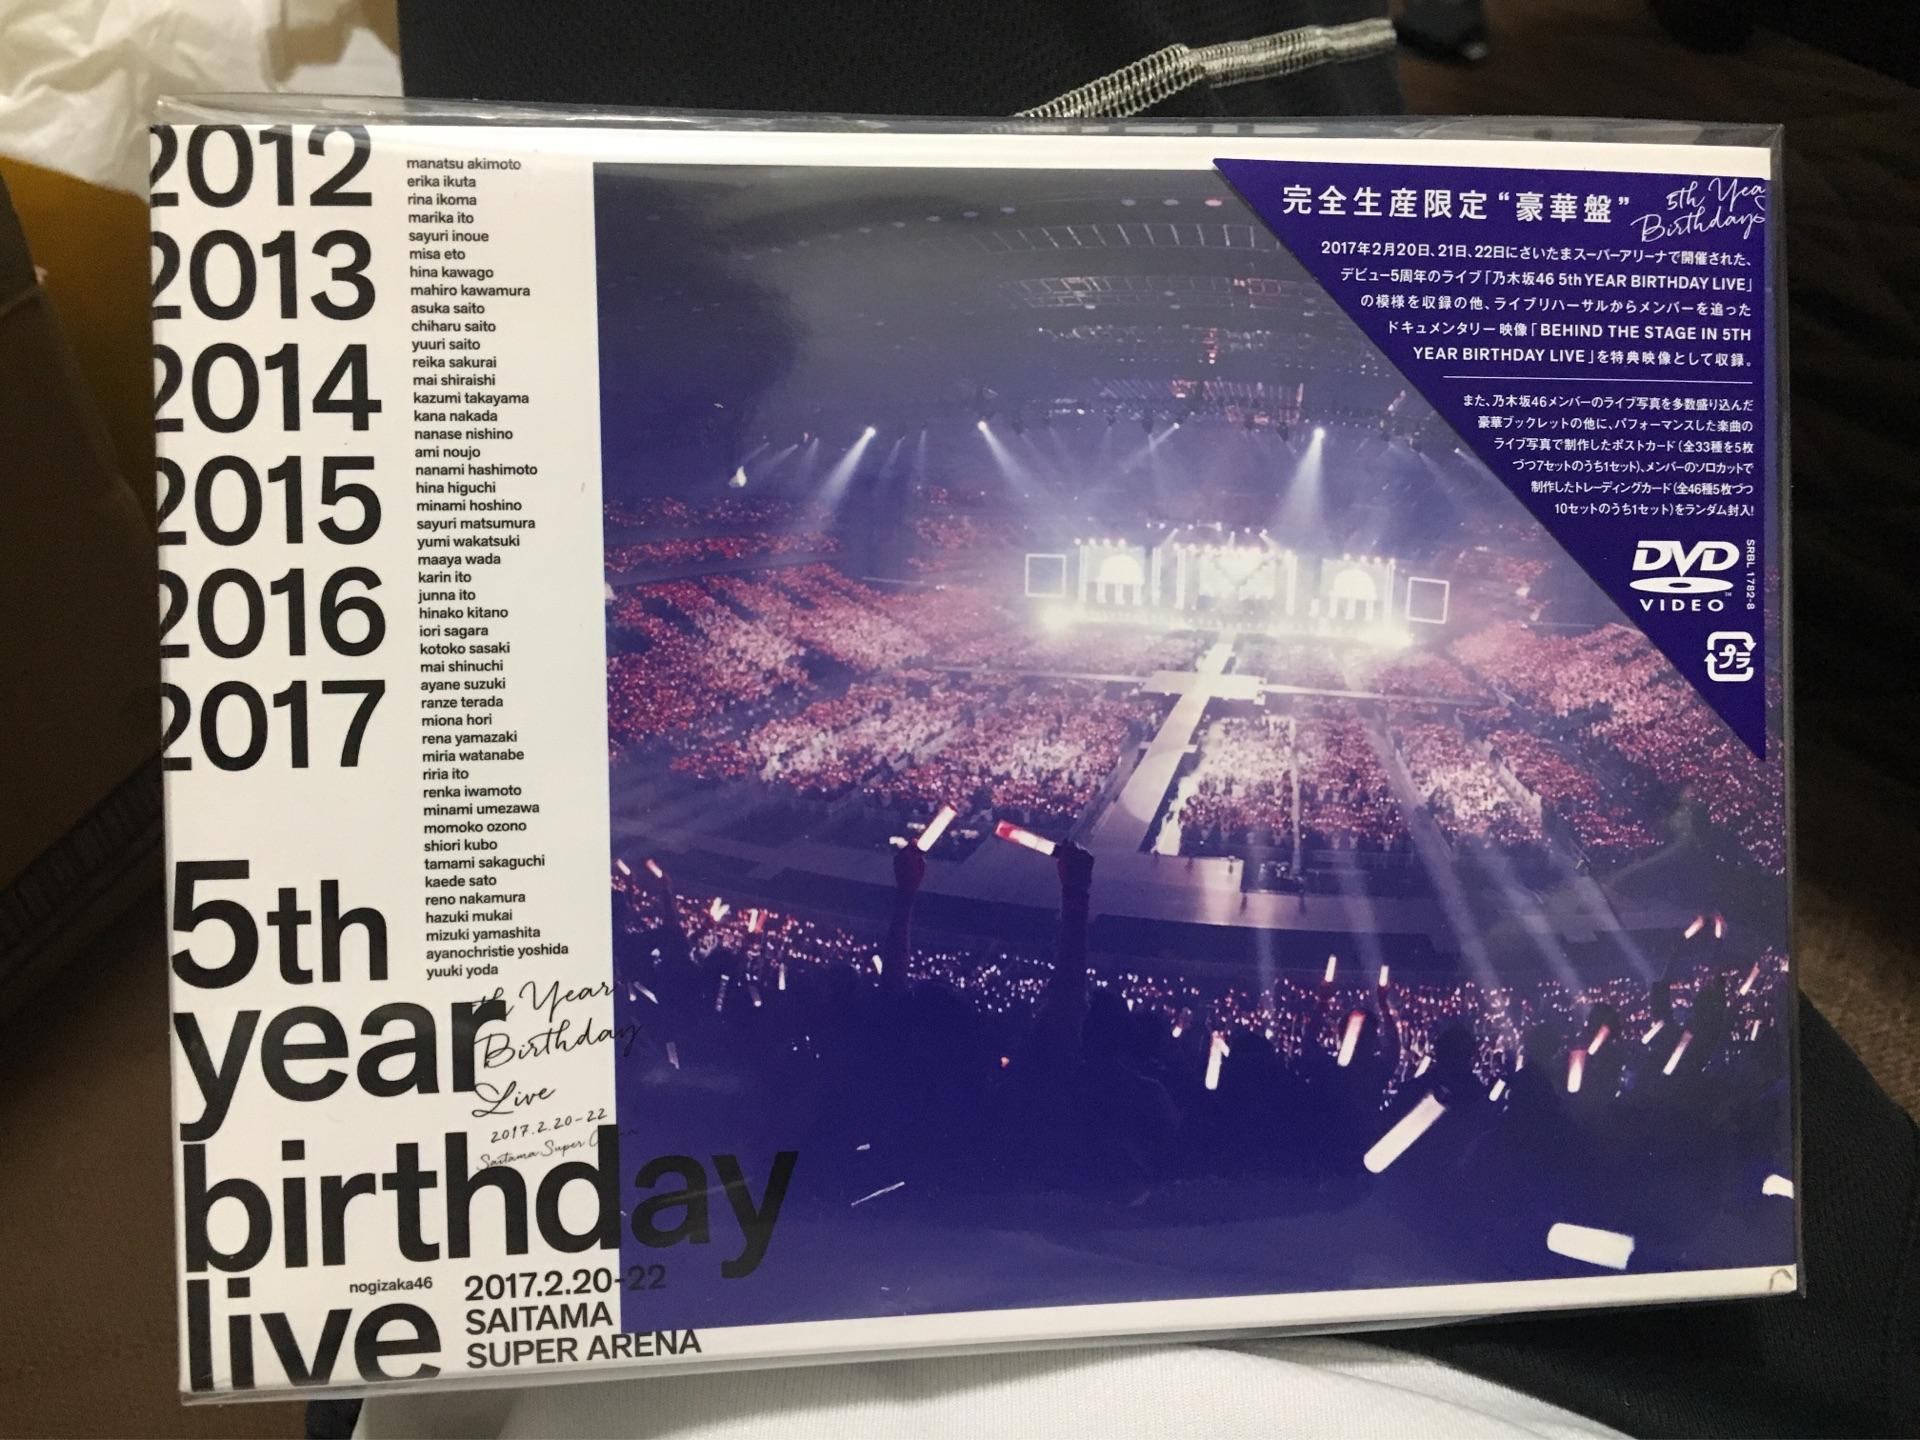 2012
2013
2014
2015
2016
2017
manatsu akimoto
erika ikuta
rina ikoma
marika ito
sayuri inoue
misa eto
hina kawago
mahiro kawamura
asuka saito
chiharu saito
yuuri saito
reika sakurai
mai shiraishi
kazumi takayama
kana nakada
nanase nishino
ami noujo
nanami hashimoto
hina higuchi
minami hoshino
sayuri matsumura
yumi wakatsuki
maaya wada
karin ito
junna ito
hinako kitano
iori sagara
kotoko sasaki
mai shinuchi
ayane suzuki
ranze terada
miona hori
rena yamazaki
miria watanabe
riria ito
renka iwamoto
minami umezawa
momoko ozono
shiori kubo
tamami sakaguchi
kaede sato
reno nakamura
hazuki mukai
mizuki yamashita
ayanochristie yoshida
yuuki yoda
5th
year
birthday
live
th Year
Birthday
Live
2017.2.20-22
Saitama Super
nogizaka46
2017.2.20-22
SAITAMA
SUPER ARENA
完全生産限定“豪華盤”
5th Yea
Birthday
2017年2月20日、21日、22日にさいたまスーパーアリーナで開催された、
デビュー5周年のライブ「乃木坂46 5th YEAR BIRTHDAY LIVE」
の模様を収録の他、ライブリハーサルからメンバーを追った
ドキュメンタリー映像「BEHIND THE STAGE IN 5TH
YEAR BIRTHDAY LIVE」を特典映像として収録。
また、乃木坂46メンバーのライブ写真を多数盛り込んだ
豪華ブックレットの他に、パフォーマンスした楽曲の
ライブ写真で制作したポストカード（全33種を5枚
づつ7セットのうち1セット）、メンバーのソロカットで
制作したトレーディングカード（全46種5枚づつ
10セットのうち1セット）をランダム封入!
DVD
VIDEO
SRBL 1782-8
プラ